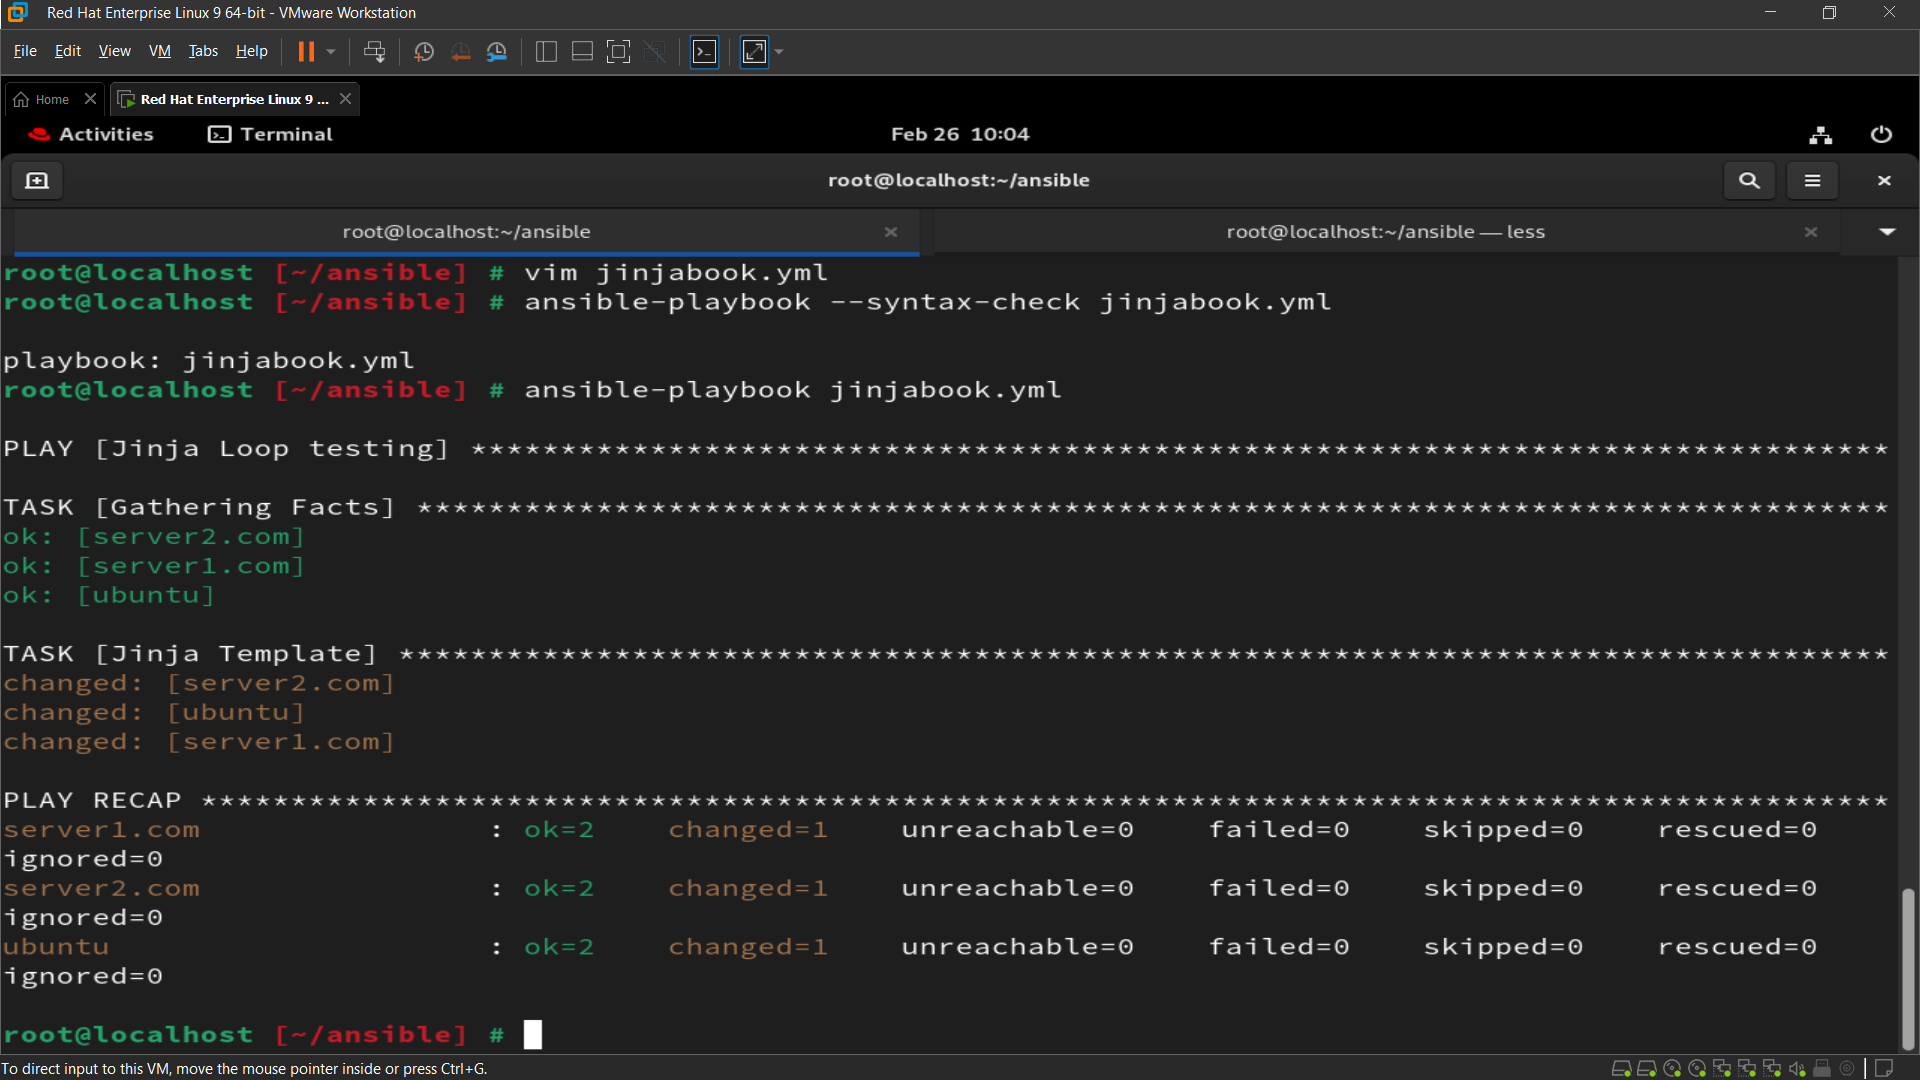 Red Hat Enterprise Linux 9 64-bit - VMware Workstation
File Edit View VM Tabs Help
Home Red Hat Enterprise Linux 9 ...
Activities Terminal Feb 26 10:04
root@localhost:~/ansible
root@localhost:~/ansible root@localhost:~/ansible — less
root@localhost [~/ansible] # vim jinjabook.yml
root@localhost [~/ansible] # ansible-playbook --syntax-check jinjabook.yml
playbook: jinjabook.yml
root@localhost [~/ansible] # ansible-playbook jinjabook.yml
PLAY [Jinja Loop testing] *******************************************************************************
TASK [Gathering Facts] **********************************************************************************
ok: [server2.com]
ok: [server1.com]
ok: [ubuntu]
TASK [Jinja Template] ***********************************************************************************
changed: [server2.com]
changed: [ubuntu]
changed: [server1.com]
PLAY RECAP **********************************************************************************************
server1.com : ok=2 changed=1 unreachable=0 failed=0 skipped=0 rescued=0
ignored=0
server2.com : ok=2 changed=1 unreachable=0 failed=0 skipped=0 rescued=0
ignored=0
ubuntu : ok=2 changed=1 unreachable=0 failed=0 skipped=0 rescued=0
ignored=0
root@localhost [~/ansible] #
To direct input to this VM, move the mouse pointer inside or press Ctrl+G.